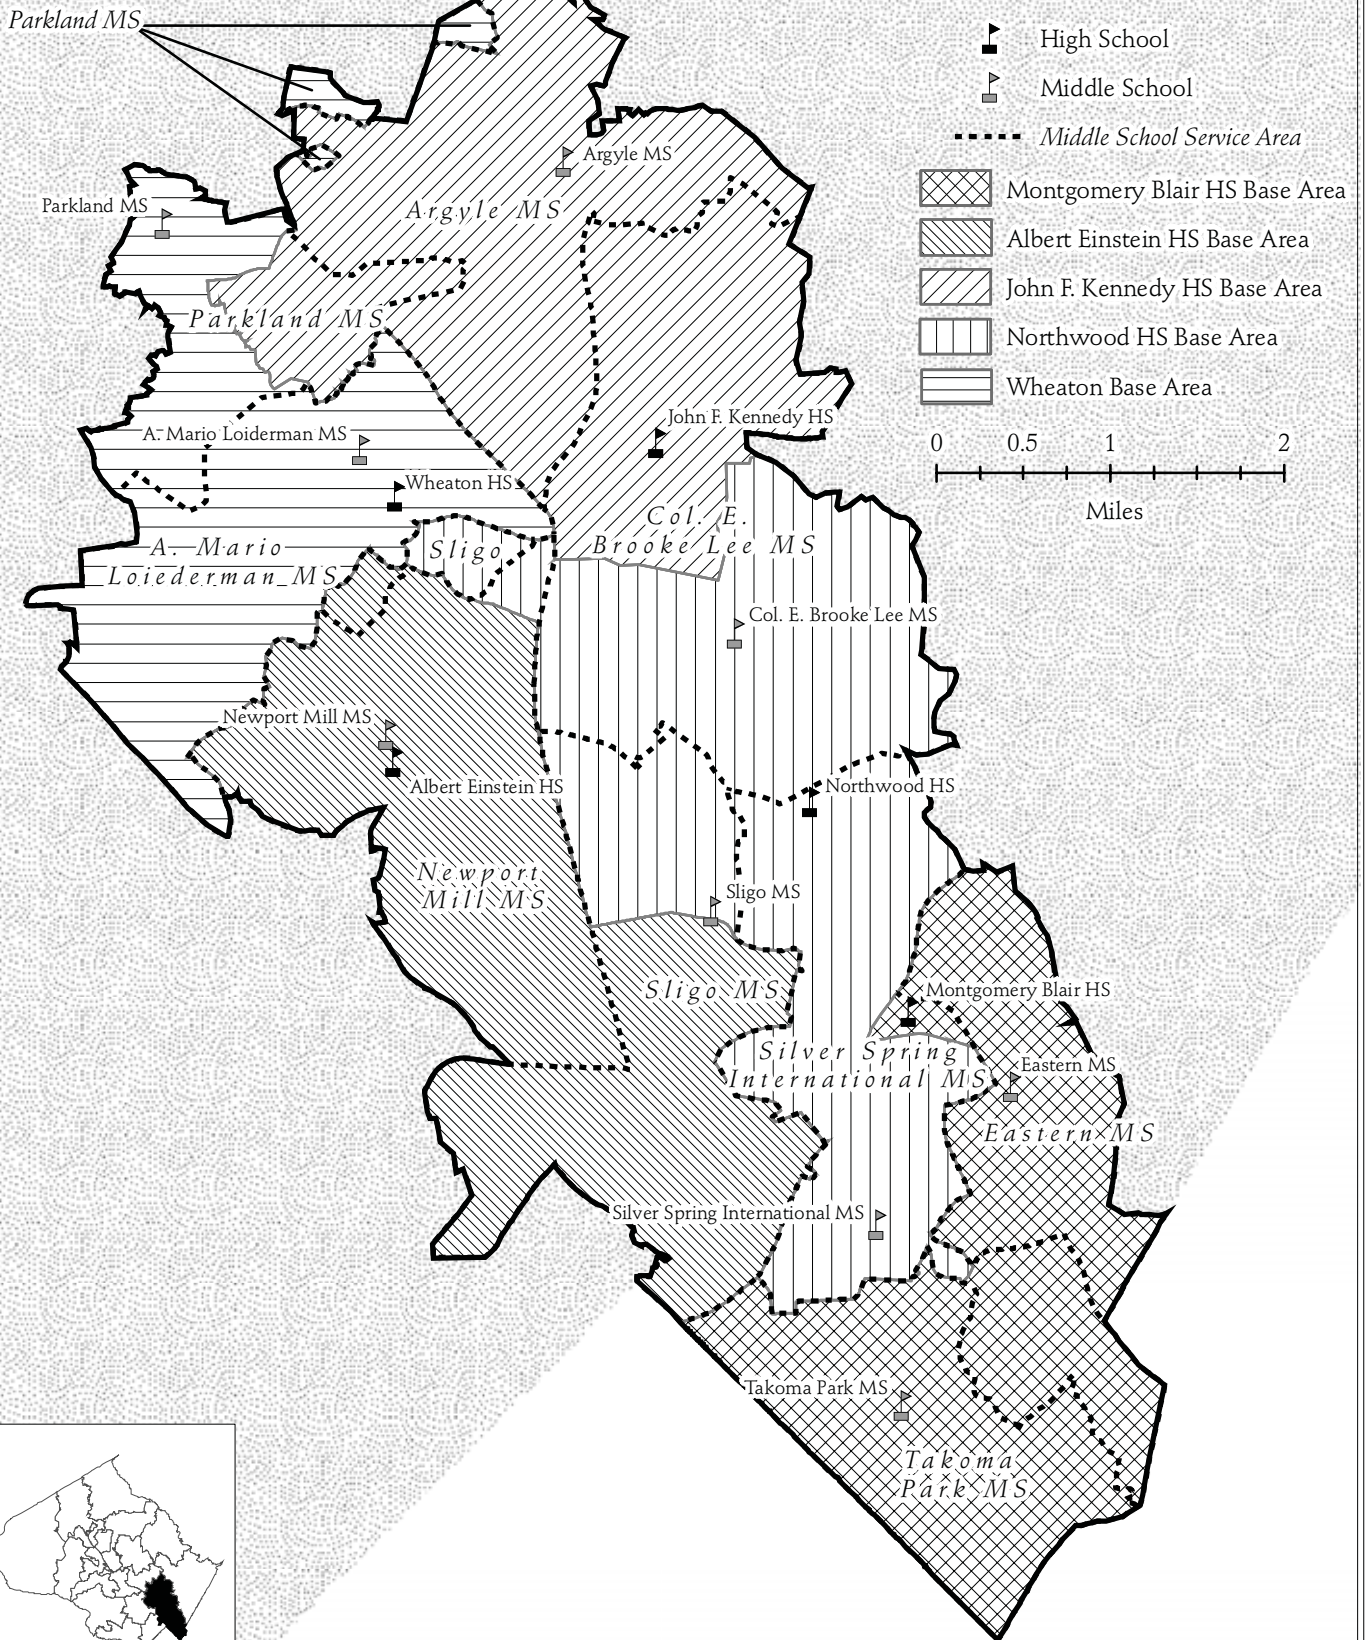 Parkland MS
High School
Middle School
Middle School Service Area
Montgomery Blair HS Base Area
Albert Einstein HS Base Area
John F. Kennedy HS Base Area
Northwood HS Base Area
Wheaton Base Area
0 0.5 1 2
Miles
Argyle MS
Argyle MS
Parkland MS
Parkland MS
John F. Kennedy HS
A. Mario Loiderman MS
Wheaton HS
Col. E.
Brooke Lee MS
A. Mario
Loiederman MS
Sligo
Col. E. Brooke Lee MS
Newport Mill MS
Albert Einstein HS
Northwood HS
Newport
Mill MS
Sligo MS
Sligo MS
Montgomery Blair HS
Silver Spring
International MS
Eastern MS
Eastern MS
Silver Spring International MS
Takoma Park MS
Takoma
Park MS